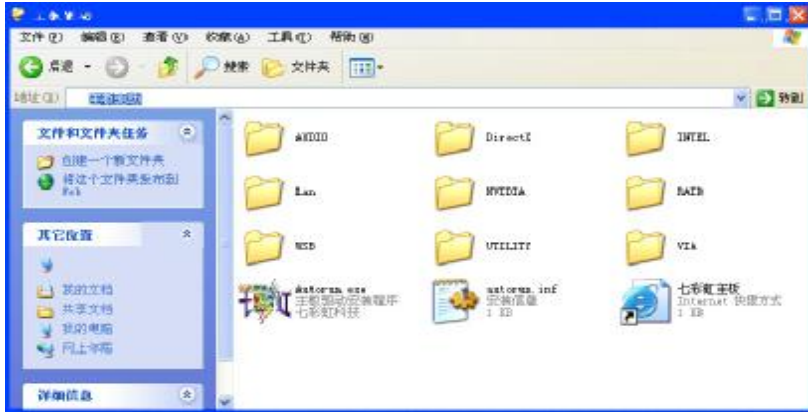 文件(F) 编辑(E) 查看(V) 收藏(A) 工具(T) 帮助(H)
后退 搜索 文件夹
地址(D) 转到
文件和文件夹任务
创建一个新文件夹
将这个文件夹发布到
Web
其它位置
我的文档
共享文档
我的电脑
网上邻居
详细信息
AUDIO DirectX INTEL
Lan NVIDIA RAID
USB UTILITY VIA
Autorun.exe
主板驱动安装程序
七彩虹科技
autorun.inf
安装信息
1 KB
七彩虹主板
Internet 快捷方式
1 KB